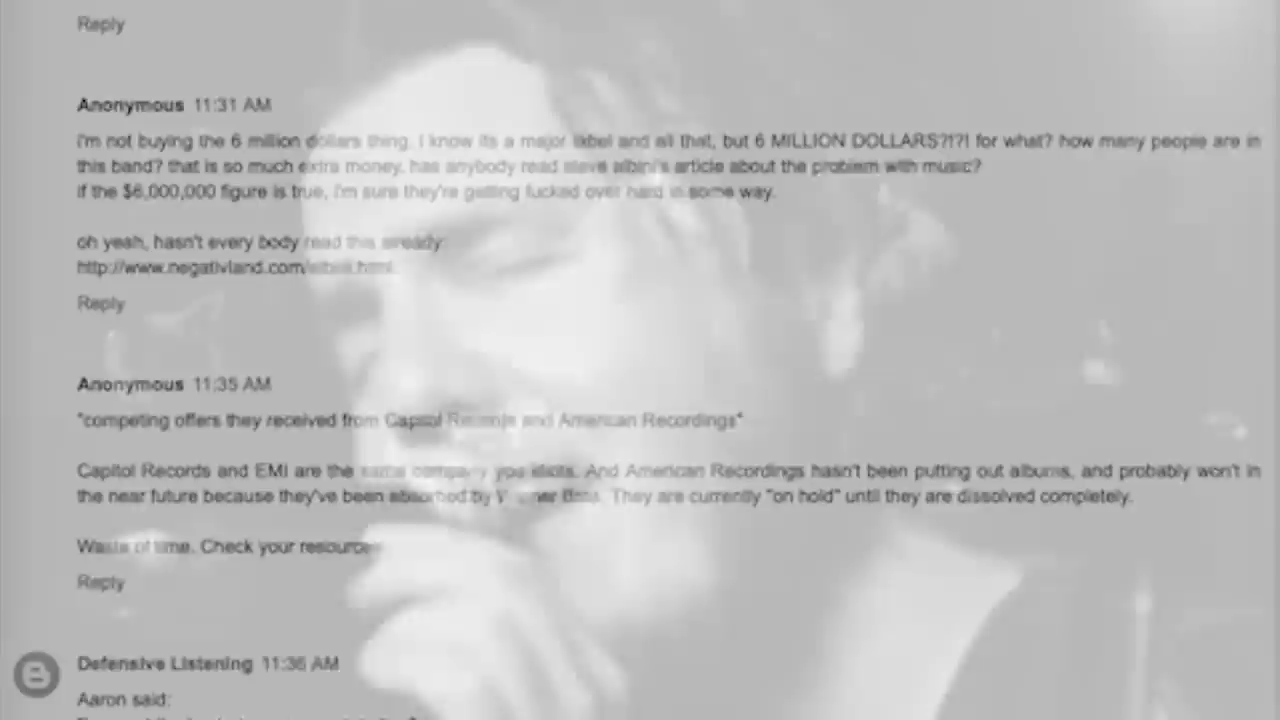 Reply
Anonymous 11:31 AM
i'm not buying the 6 million dollars thing. I know its a major label and all that, but 6 MILLION DOLLARS?!?! for what? how many people are in
this band? that is so much extra money. has anybody read steve albini's article about the problem with music?
if the $6,000,000 figure is true, i'm sure they're getting fucked over hard in some way.
oh yeah, hasn't every body read this already:
http://www.negativland.com/albini.html
Reply
Anonymous 11:35 AM
"competing offers they received from Capitol Records and American Recordings"
Capitol Records and EMI are the same company you idiots. And American Recordings hasn't been putting out albums, and probably won't in
the near future because they've been absorbed by Warner Bros. They are currently "on hold" until they are dissolved completely.
Waste of time. Check your resources
Reply
Defensive Listening 11:36 AM
Aaron said: